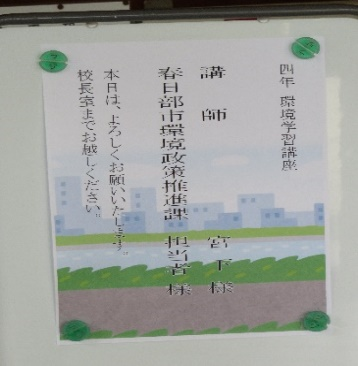 四年 環境学習講座
講師 宮下様
春日部市環境政策推進課 担当者様
本日は、よろしくお願いいたします。
校長室までお越しください。